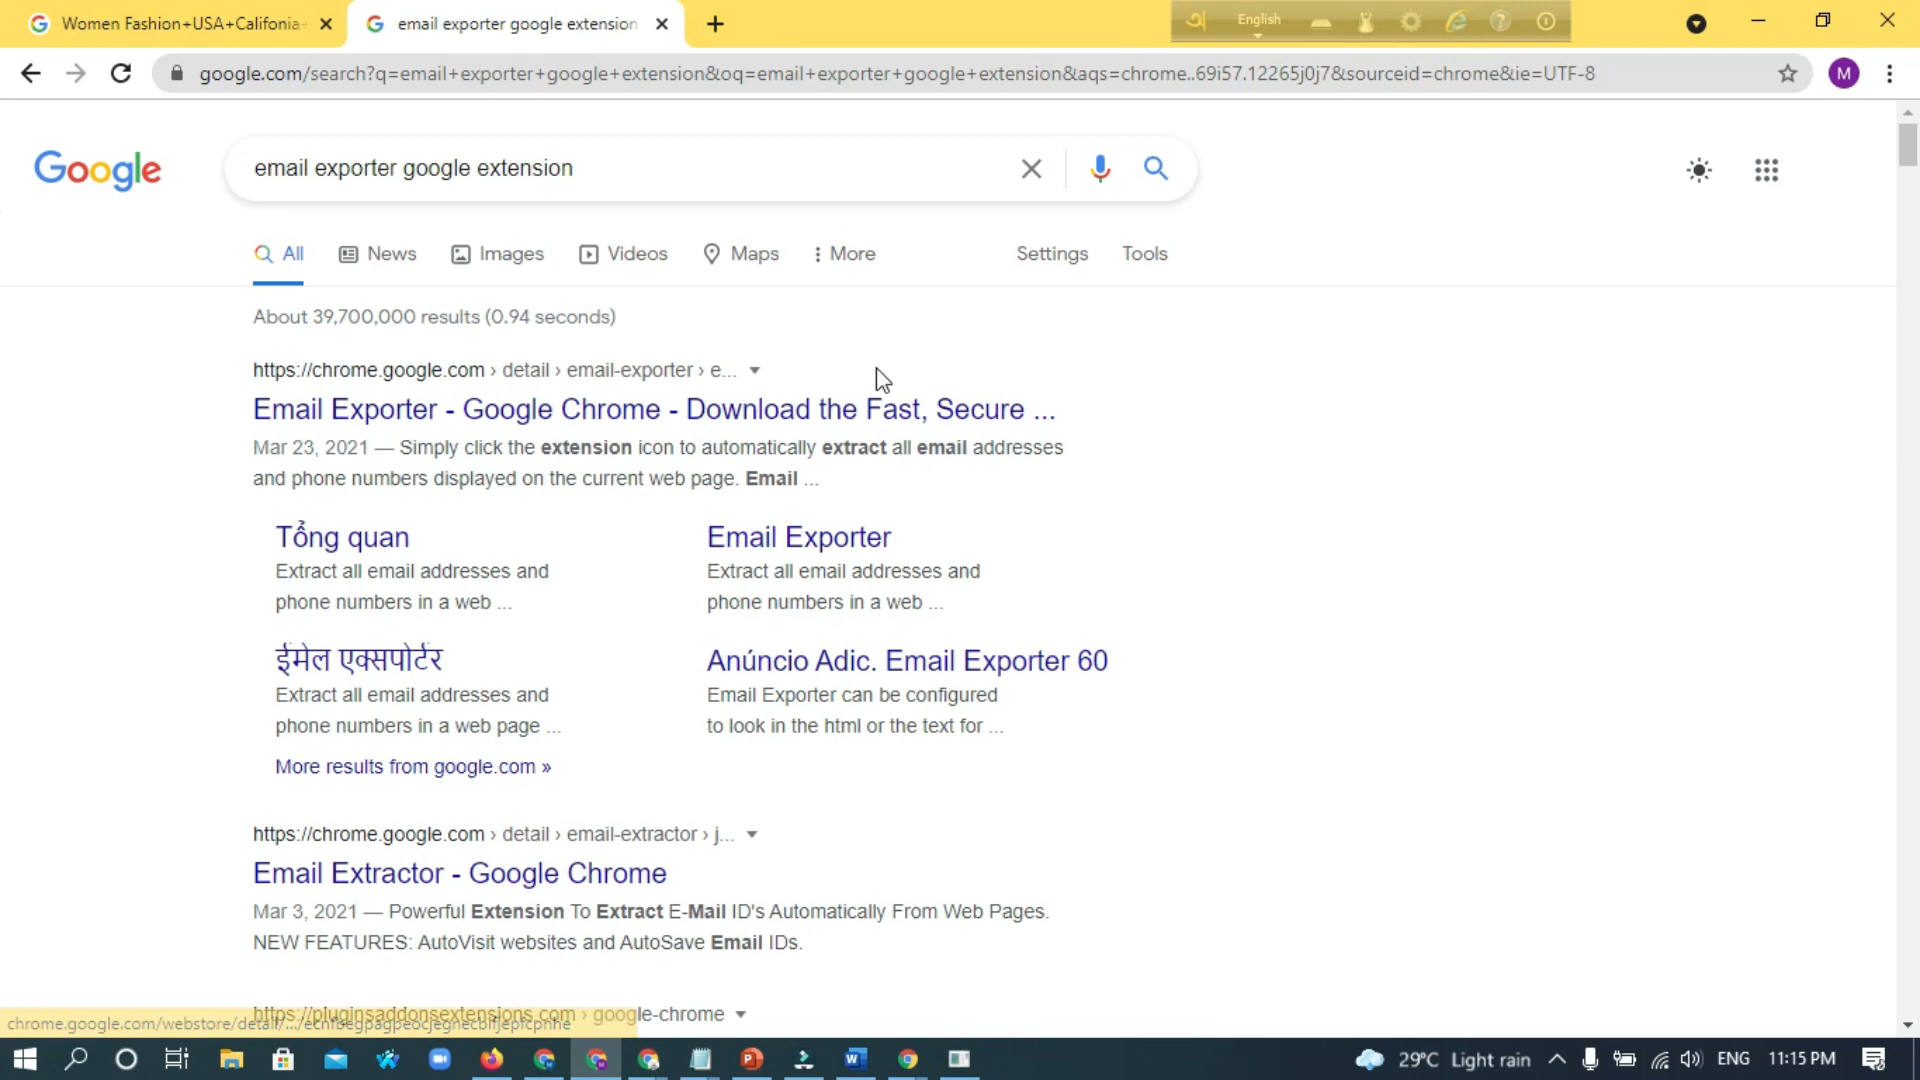 Women Fashion+USA+Califonia
email exporter google extension
English
google.com/search?q=email+exporter+google+extension&oq=email+exporter+google+extension&aqs=chrome..69i57.12265j0j7&sourceid=chrome&ie=UTF-8
M
Google
email exporter google extension
All
News
Images
Videos
Maps
More
Settings
Tools
About 39,700,000 results (0.94 seconds)
https://chrome.google.com › detail › email-exporter › e...
Email Exporter - Google Chrome - Download the Fast, Secure ...
Mar 23, 2021 — Simply click the extension icon to automatically extract all email addresses
and phone numbers displayed on the current web page. Email ...
Tổng quan
Extract all email addresses and
phone numbers in a web ...
Email Exporter
Extract all email addresses and
phone numbers in a web ...
ईमेल एक्सपोर्टर
Extract all email addresses and
phone numbers in a web page ...
Anúncio Adic. Email Exporter 60
Email Exporter can be configured
to look in the html or the text for ...
More results from google.com »
https://chrome.google.com › detail › email-extractor › j...
Email Extractor - Google Chrome
Mar 3, 2021 — Powerful Extension To Extract E-Mail ID's Automatically From Web Pages.
NEW FEATURES: AutoVisit websites and AutoSave Email IDs.
https://pluginsaddonsextensions.com › google-chrome
29°C Light rain
ENG
11:15 PM